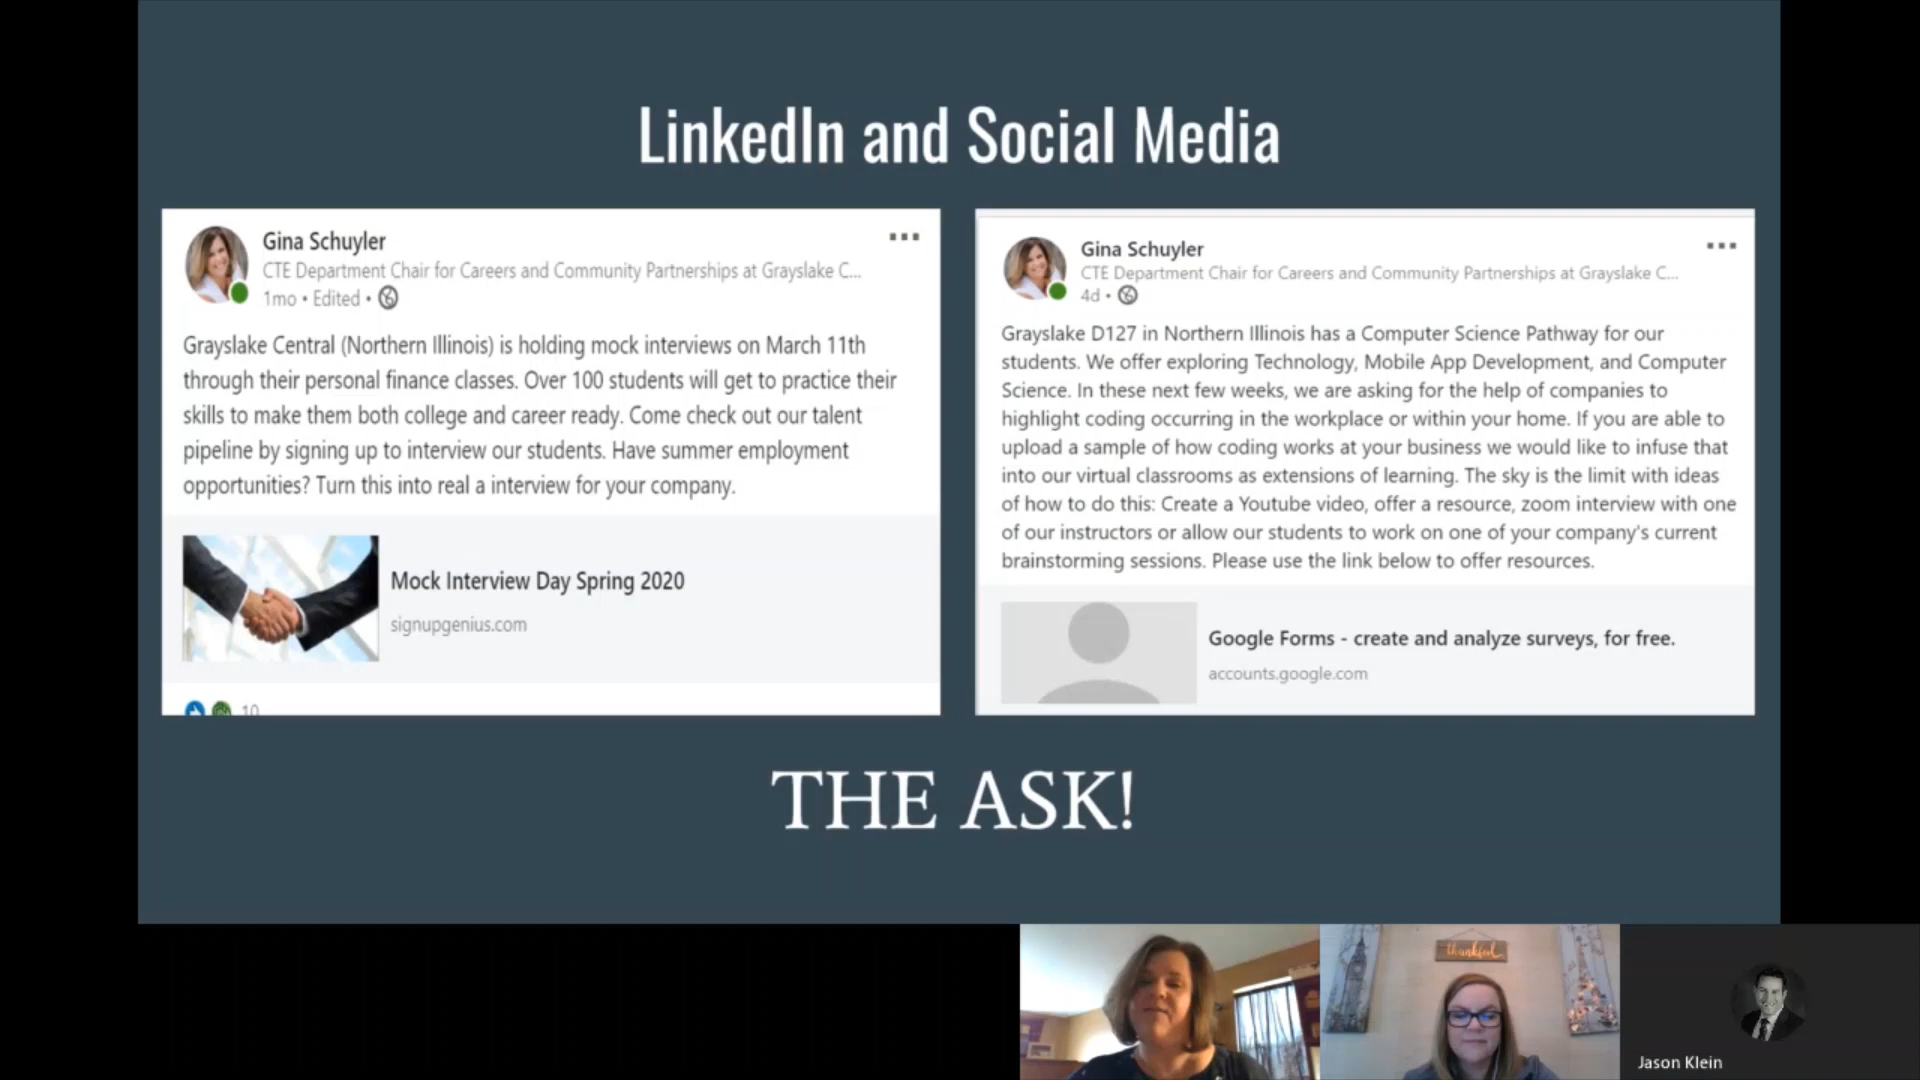 LinkedIn and Social Media
Gina Schuyler
CTE Department Chair for Careers and Community Partnerships at Grayslake C...
1mo • Edited •
Grayslake Central (Northern Illinois) is holding mock interviews on March 11th
through their personal finance classes. Over 100 students will get to practice their
skills to make them both college and career ready. Come check out our talent
pipeline by signing up to interview our students. Have summer employment
opportunities? Turn this into real a interview for your company.
Mock Interview Day Spring 2020
signupgenius.com
10
Gina Schuyler
CTE Department Chair for Careers and Community Partnerships at Grayslake C...
4d •
Grayslake D127 in Northern Illinois has a Computer Science Pathway for our
students. We offer exploring Technology, Mobile App Development, and Computer
Science. In these next few weeks, we are asking for the help of companies to
highlight coding occurring in the workplace or within your home. If you are able to
upload a sample of how coding works at your business we would like to infuse that
into our virtual classrooms as extensions of learning. The sky is the limit with ideas
of how to do this: Create a Youtube video, offer a resource, zoom interview with one
of our instructors or allow our students to work on one of your company's current
brainstorming sessions. Please use the link below to offer resources.
Google Forms - create and analyze surveys, for free.
accounts.google.com
THE ASK!
thankful
Jason Klein